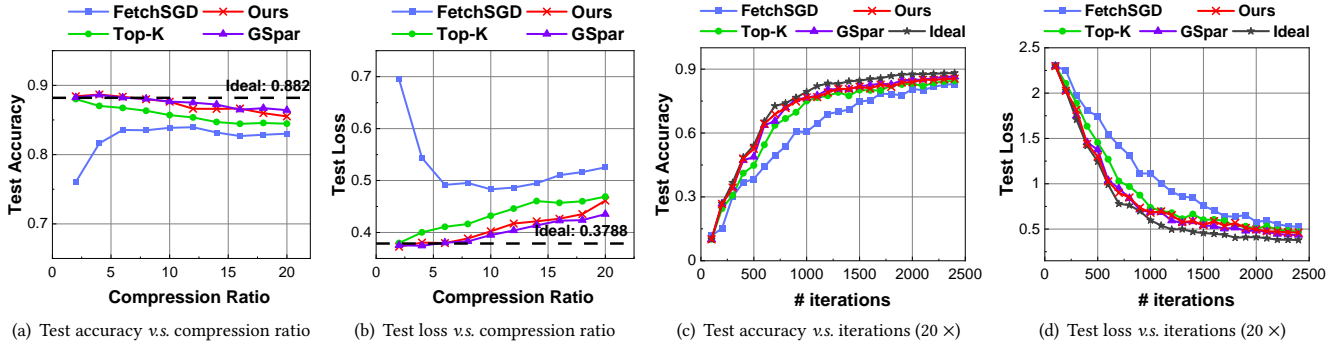 FetchSGD Ours
Top-K GSpar
Ideal: 0.882
0.9
0.8
0.7
0 5 10 15 20
Test Accuracy
Compression Ratio
(a) Test accuracy v.s. compression ratio
FetchSGD Ours
Top-K GSpar
0.7
0.6
0.5
0.4
Ideal: 0.3788
0 5 10 15 20
Test Loss
Compression Ratio
(b) Test loss v.s. compression ratio
FetchSGD Ours
Top-K GSpar Ideal
0.9
0.6
0.3
0
0 500 1000 1500 2000 2500
Test Accuracy
# iterations
(c) Test accuracy v.s. iterations (20 ×)
FetchSGD Ours
Top-K GSpar Ideal
2.5
2.0
1.5
1.0
0.5
0 500 1000 1500 2000 2500
Test Loss
# iterations
(d) Test loss v.s. iterations (20 ×)